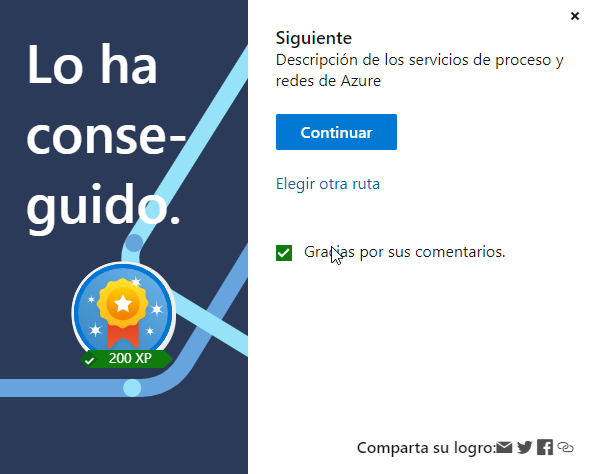 Lo ha
conse-
guido.
200 XP
Siguiente
Descripción de los servicios de proceso y
redes de Azure
Continuar
Elegir otra ruta
Gracias por sus comentarios.
Comparta su logro: